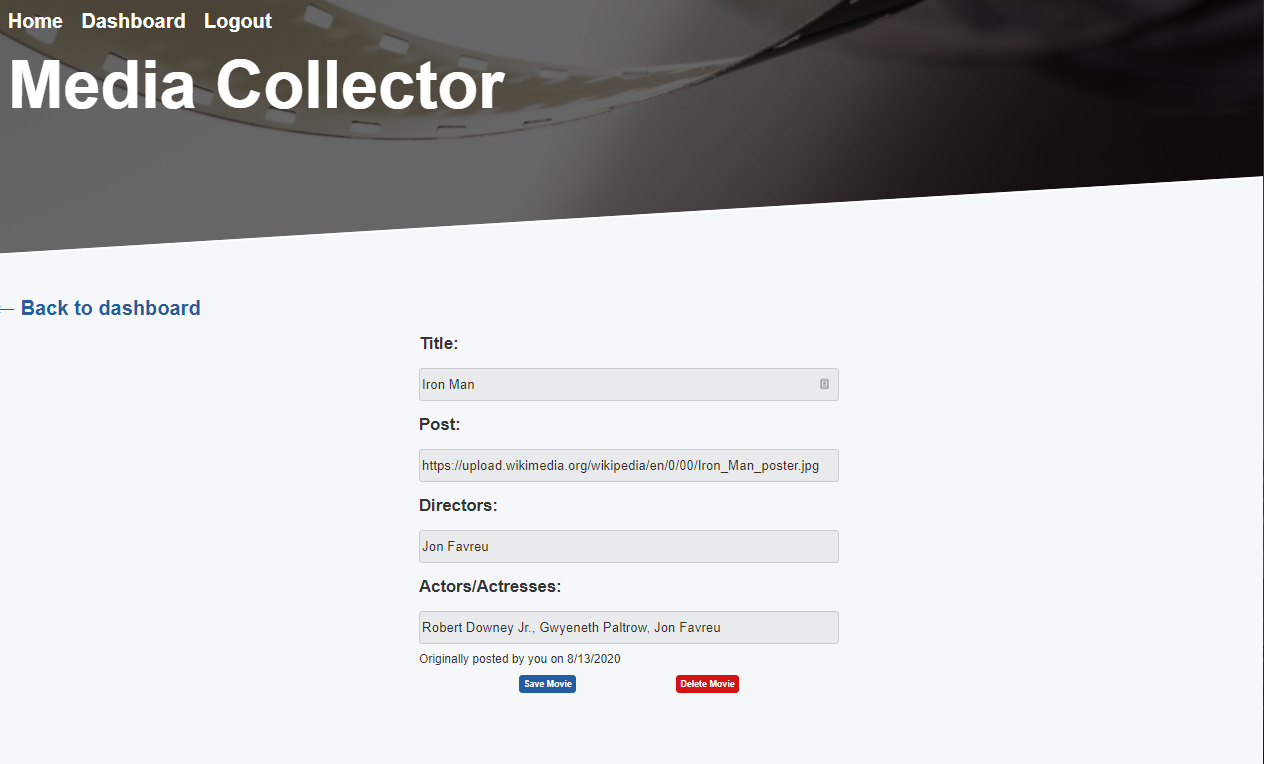 Home Dashboard Logout
Media Collector
← Back to dashboard
Title:
Iron Man
Post:
https://upload.wikimedia.org/wikipedia/en/0/00/Iron_Man_poster.jpg
Directors:
Jon Favreu
Actors/Actresses:
Robert Downey Jr., Gwyeneth Paltrow, Jon Favreu
Originally posted by you on 8/13/2020
Save Movie Delete Movie